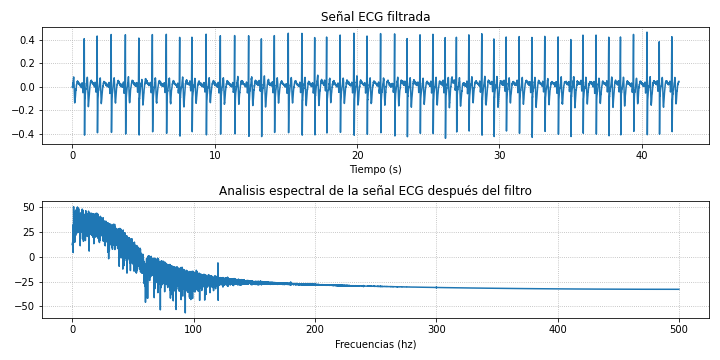 Señal ECG filtrada
0.4
0.2
0.0
−0.2
−0.4
0 10 20 30 40
Tiempo (s)
Analisis espectral de la señal ECG después del filtro
50
25
0
−25
−50
0 100 200 300 400 500
Frecuencias (hz)